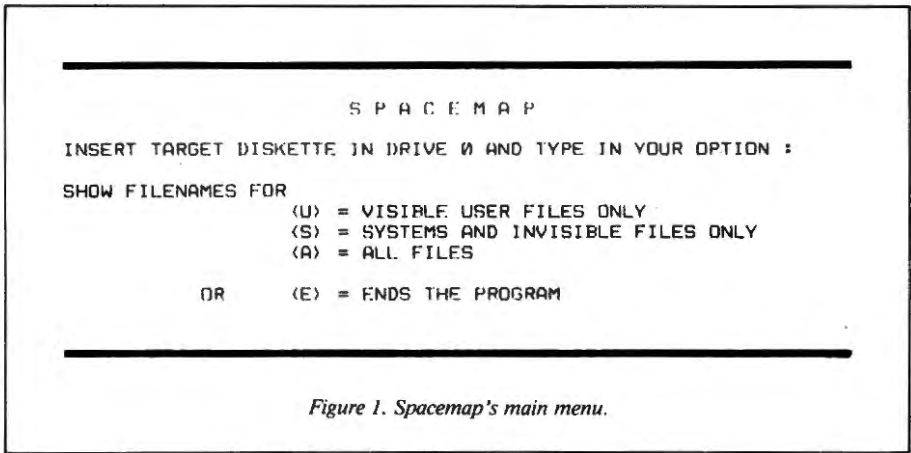 S P A C E M A P
INSERT TARGET DISKETTE IN DRIVE 0 AND TYPE IN YOUR OPTION :
SHOW FILENAMES FOR
<U> = VISIBLE USER FILES ONLY
<S> = SYSTEMS AND INVISIBLE FILES ONLY
<A> = ALL FILES
OR <E> = ENDS THE PROGRAM
Figure 1. Spacemap's main menu.